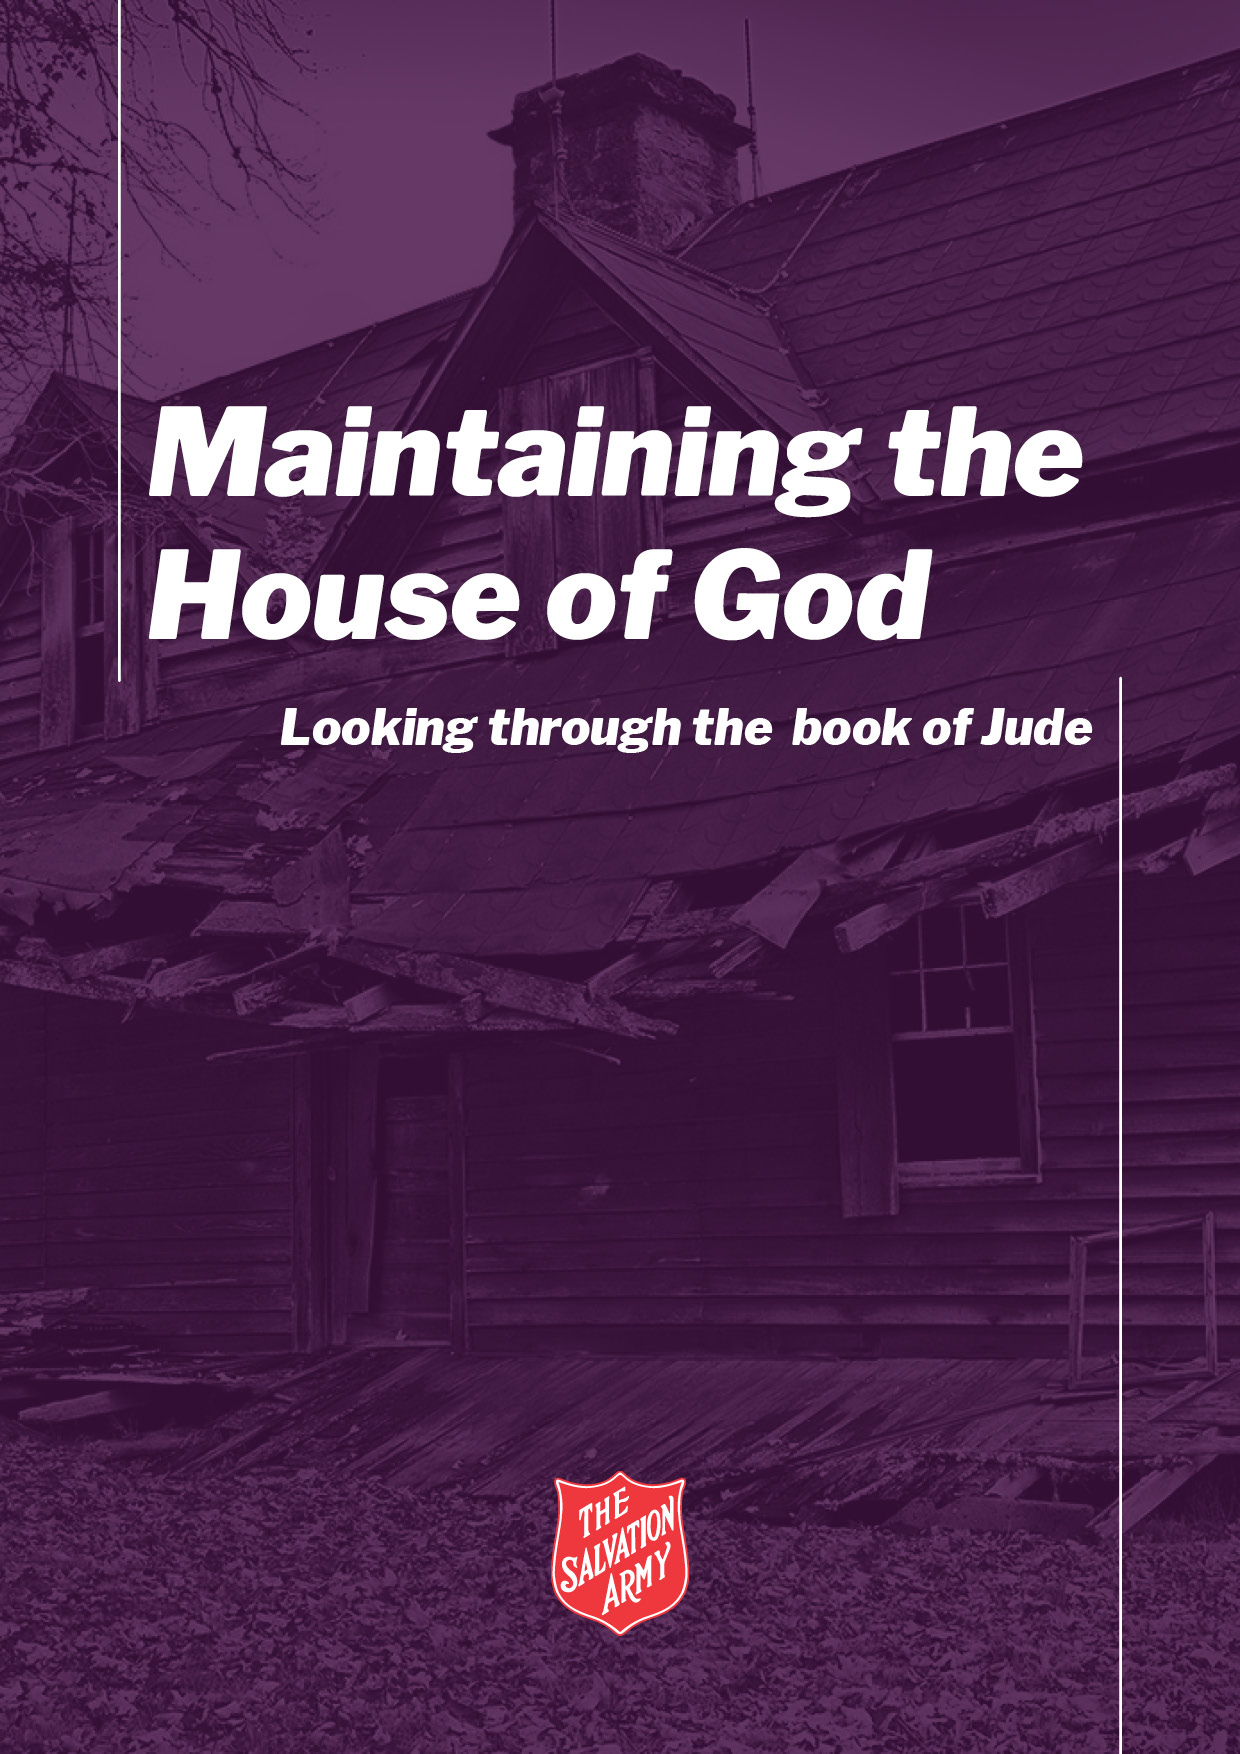 Maintaining the
House of God
Looking through the book of Jude
THE
SALVATION
ARMY